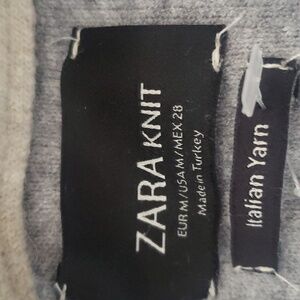 ZARA KNIT
EUR M/USA M/MEX 28
Made in Turkey
Italian Yarn